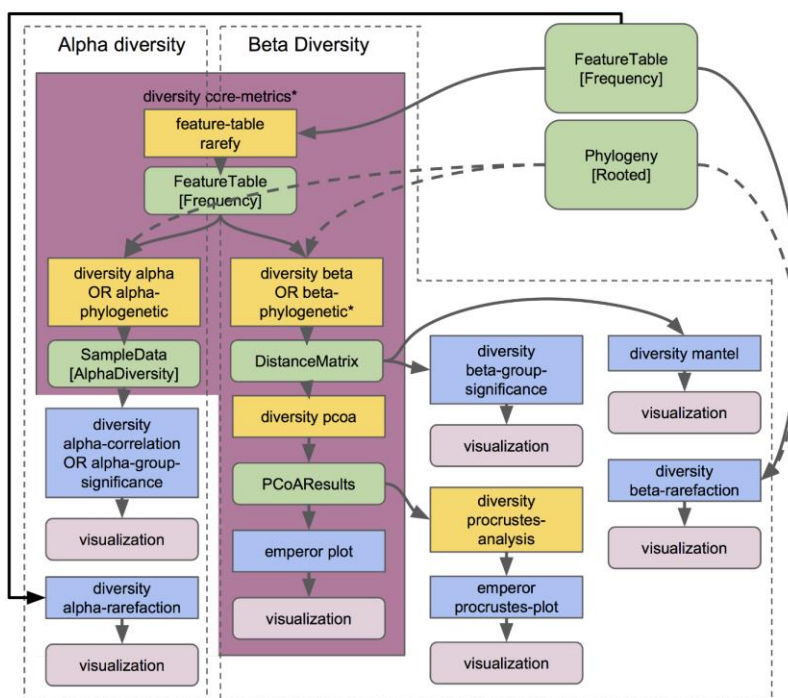 Alpha diversity
Beta Diversity
FeatureTable
[Frequency]
diversity core-metrics*
feature-table
rarefy
Phylogeny
[Rooted]
FeatureTable
[Frequency]
diversity alpha
OR alpha-
phylogenetic
diversity beta
OR beta-
phylogenetic*
SampleData
[AlphaDiversity]
DistanceMatrix
diversity
beta-group-
significance
diversity mantel
visualization
diversity
alpha-correlation
OR alpha-group-
significance
diversity pcoa
visualization
PCoAResults
diversity
beta-rarefaction
diversity
procrustes-
analysis
visualization
emperor plot
visualization
diversity
alpha-rarefaction
visualization
emperor
procrustes-plot
visualization
visualization